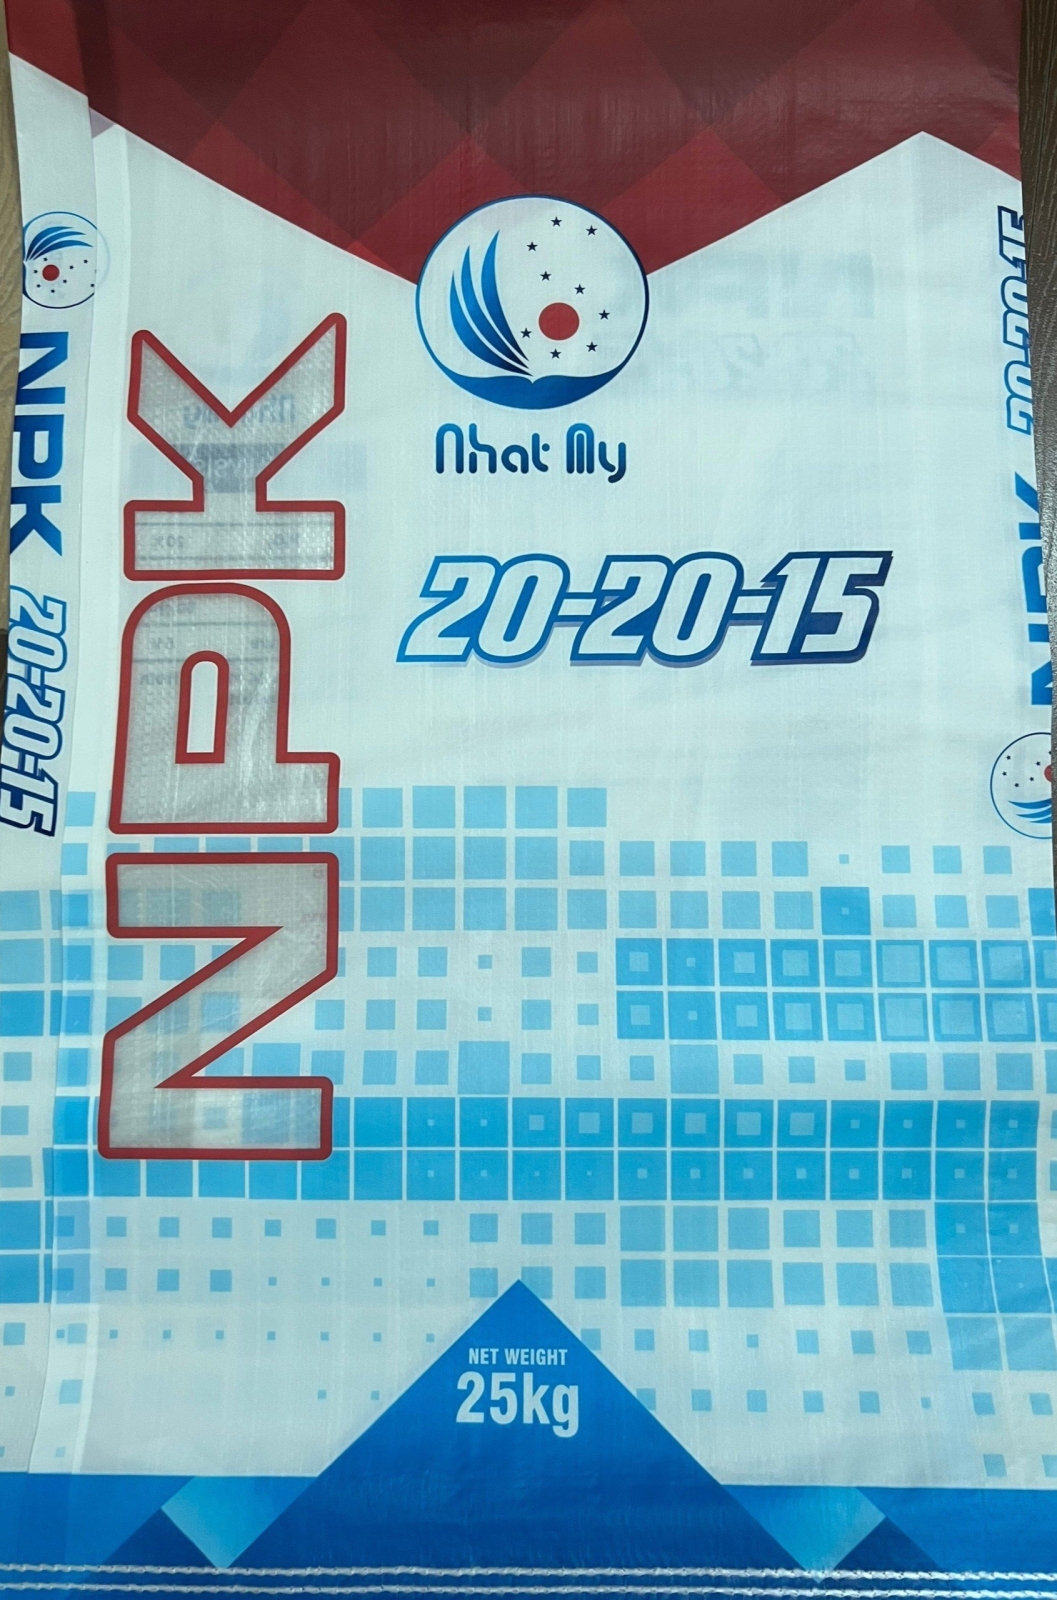 Nhat My
NPK
20-20-15
NET WEIGHT
25kg
NPK 20-20-15
NPK 20-20-15